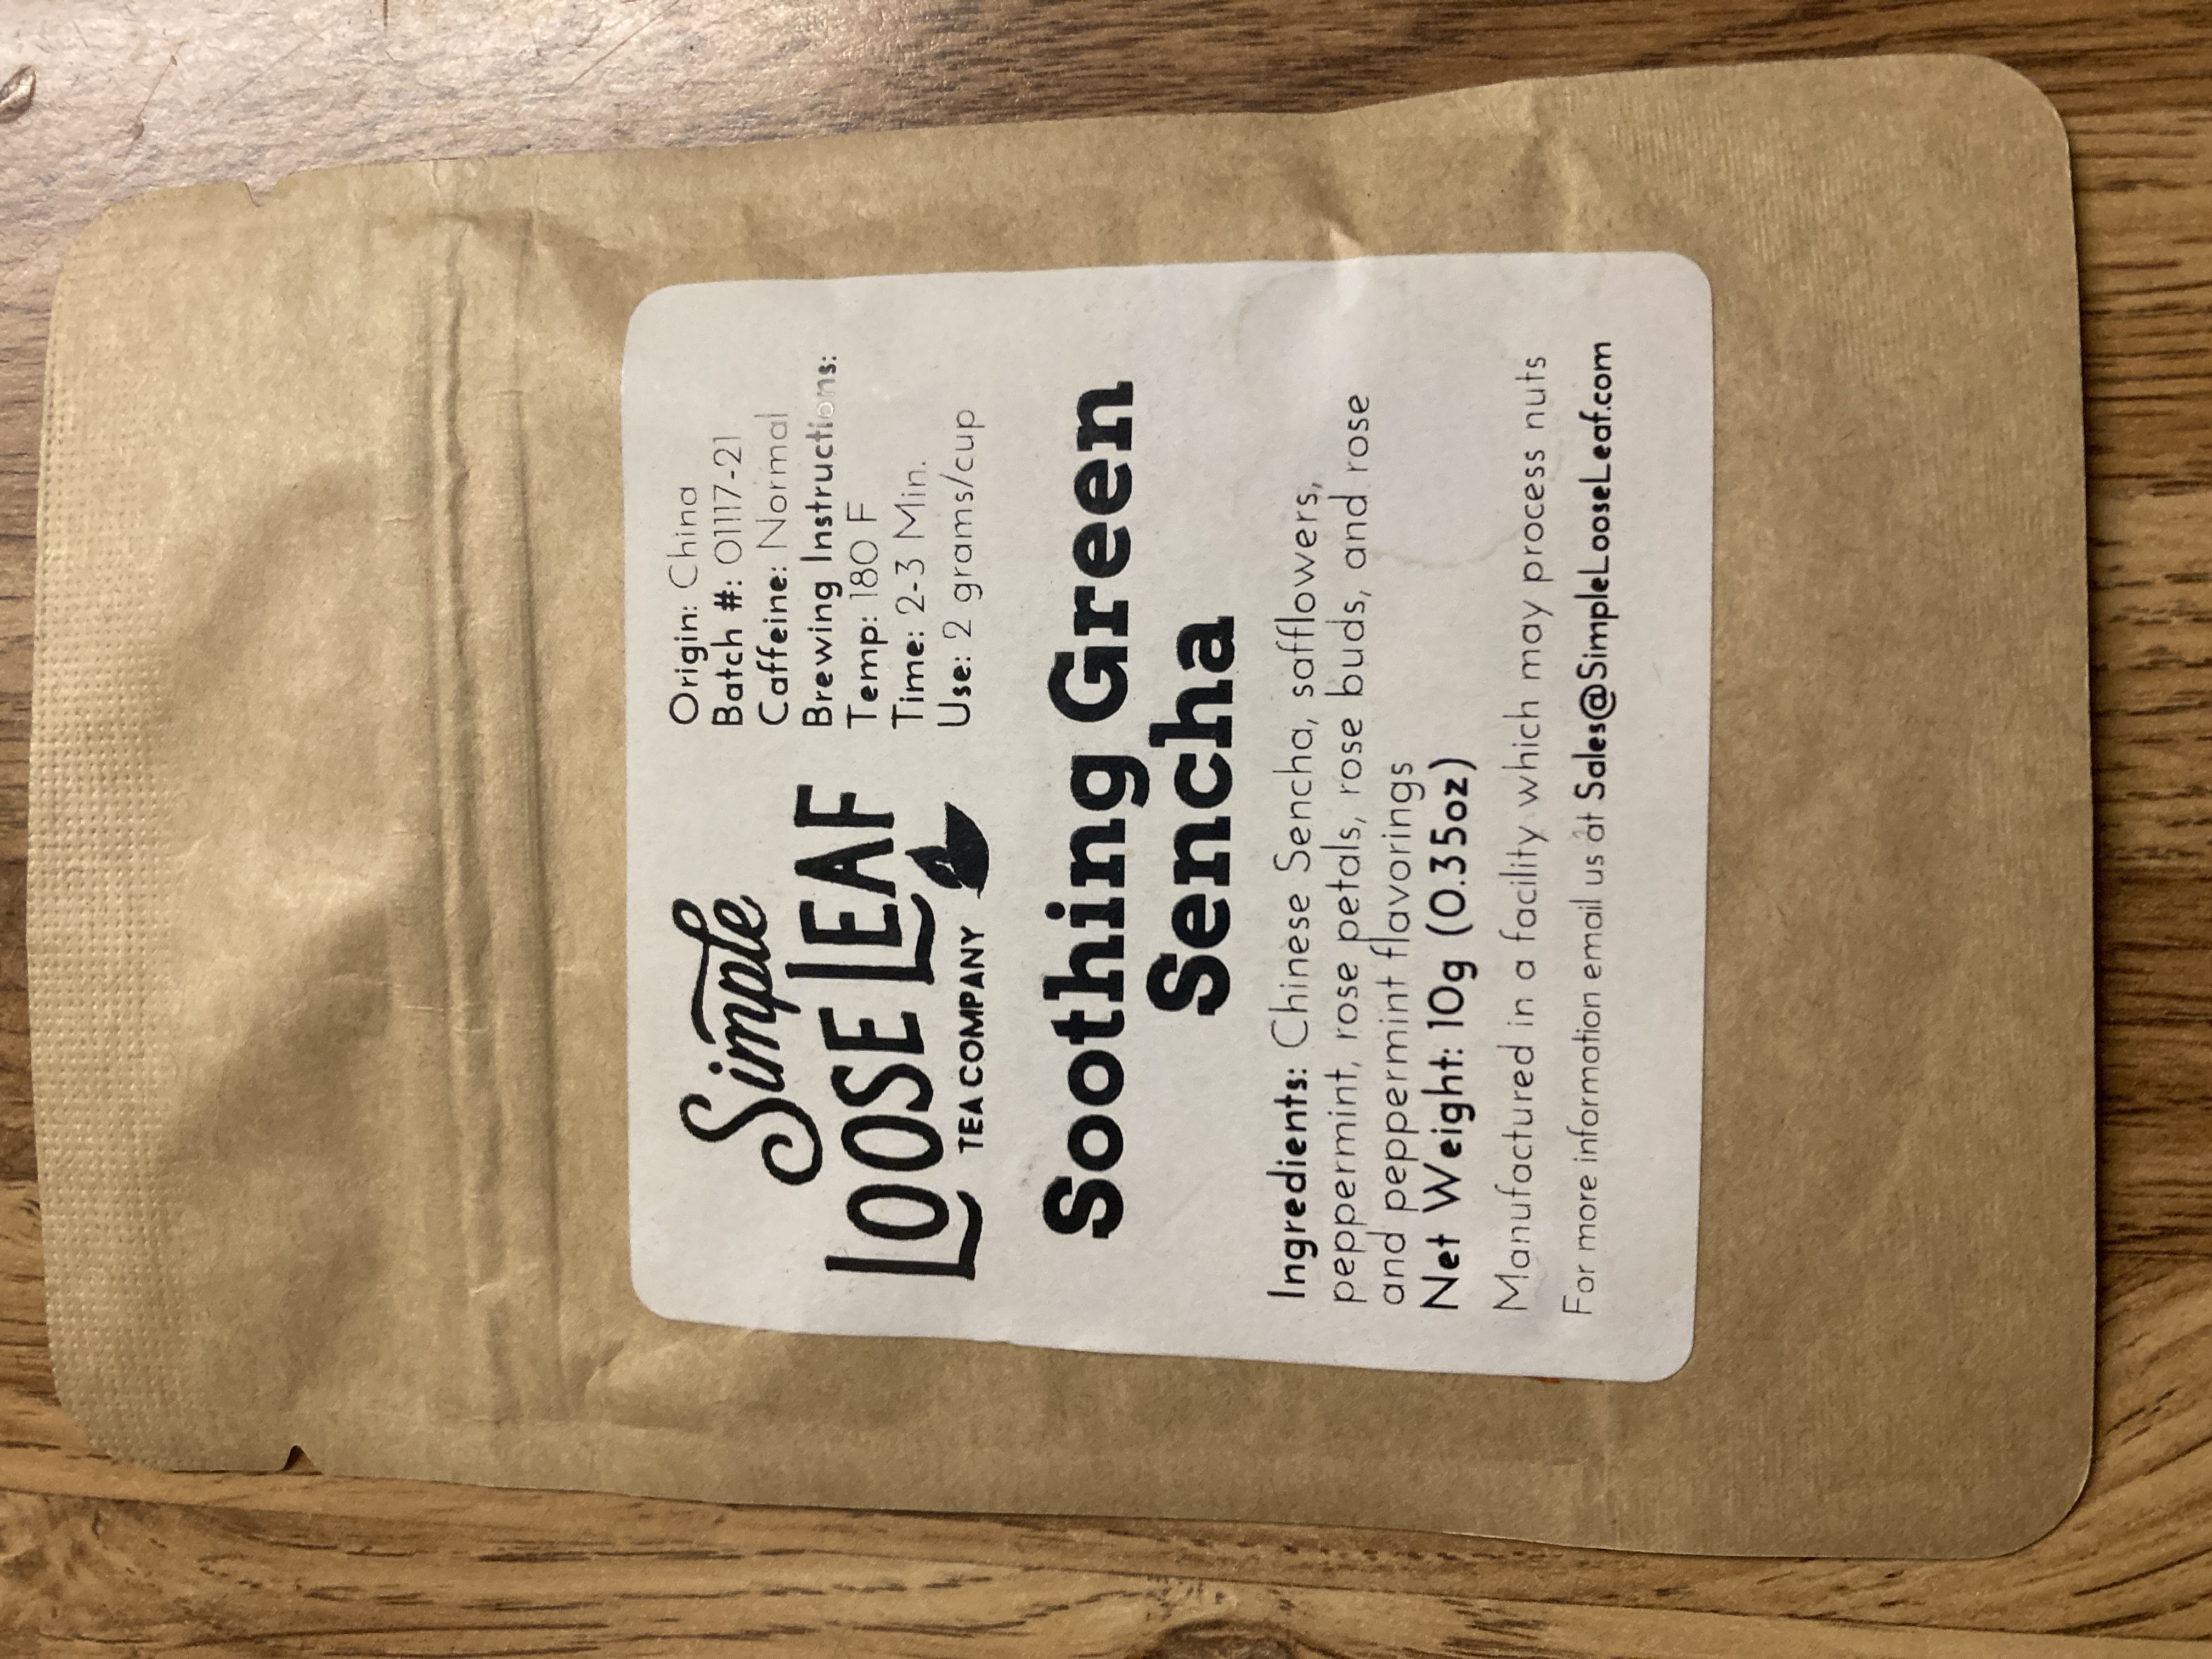 Simple
LOOSE LEAF
TEA COMPANY
Origin: China
Batch #: 01117-21
Caffeine: Normal
Brewing Instructions:
Temp: 180 F
Time: 2-3 Min.
Use: 2 grams/cup
Soothing Green
Sencha
Ingredients: Chinese Sencha, safflowers,
peppermint, rose petals, rose buds, and rose
and peppermint flavorings
Net Weight: 10g (0.35oz)
Manufactured in a facility which may process nuts
For more information email us at Sales@SimpleLooseLeaf.com